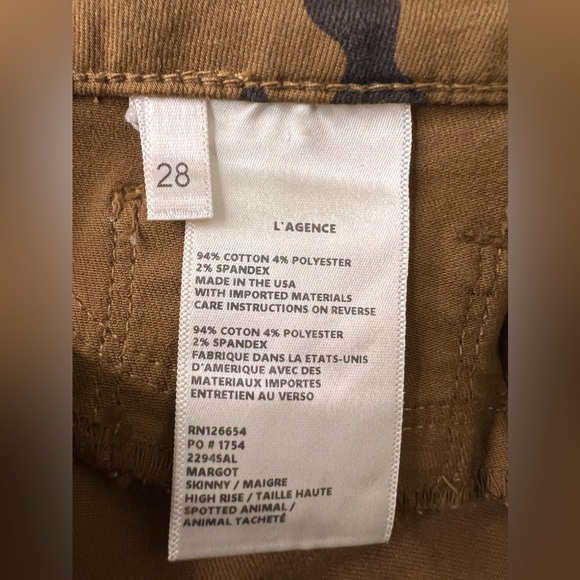 28
L'AGENCE
94% COTTON 4% POLYESTER
2% SPANDEX
MADE IN THE USA
WITH IMPORTED MATERIALS
CARE INSTRUCTIONS ON REVERSE
94% COTTON 4% POLYESTER
2% SPANDEX
FABRIQUE DANS LA ETATS-UNIS
D'AMERIQUE AVEC DES
MATERIAUX IMPORTES
ENTRETIEN AU VERSO
RN126654
PO # 1754
2294SAL
MARGOT
SKINNY / MAIGRE
HIGH RISE / TAILLE HAUTE
SPOTTED ANIMAL /
ANIMAL TACHETÉ